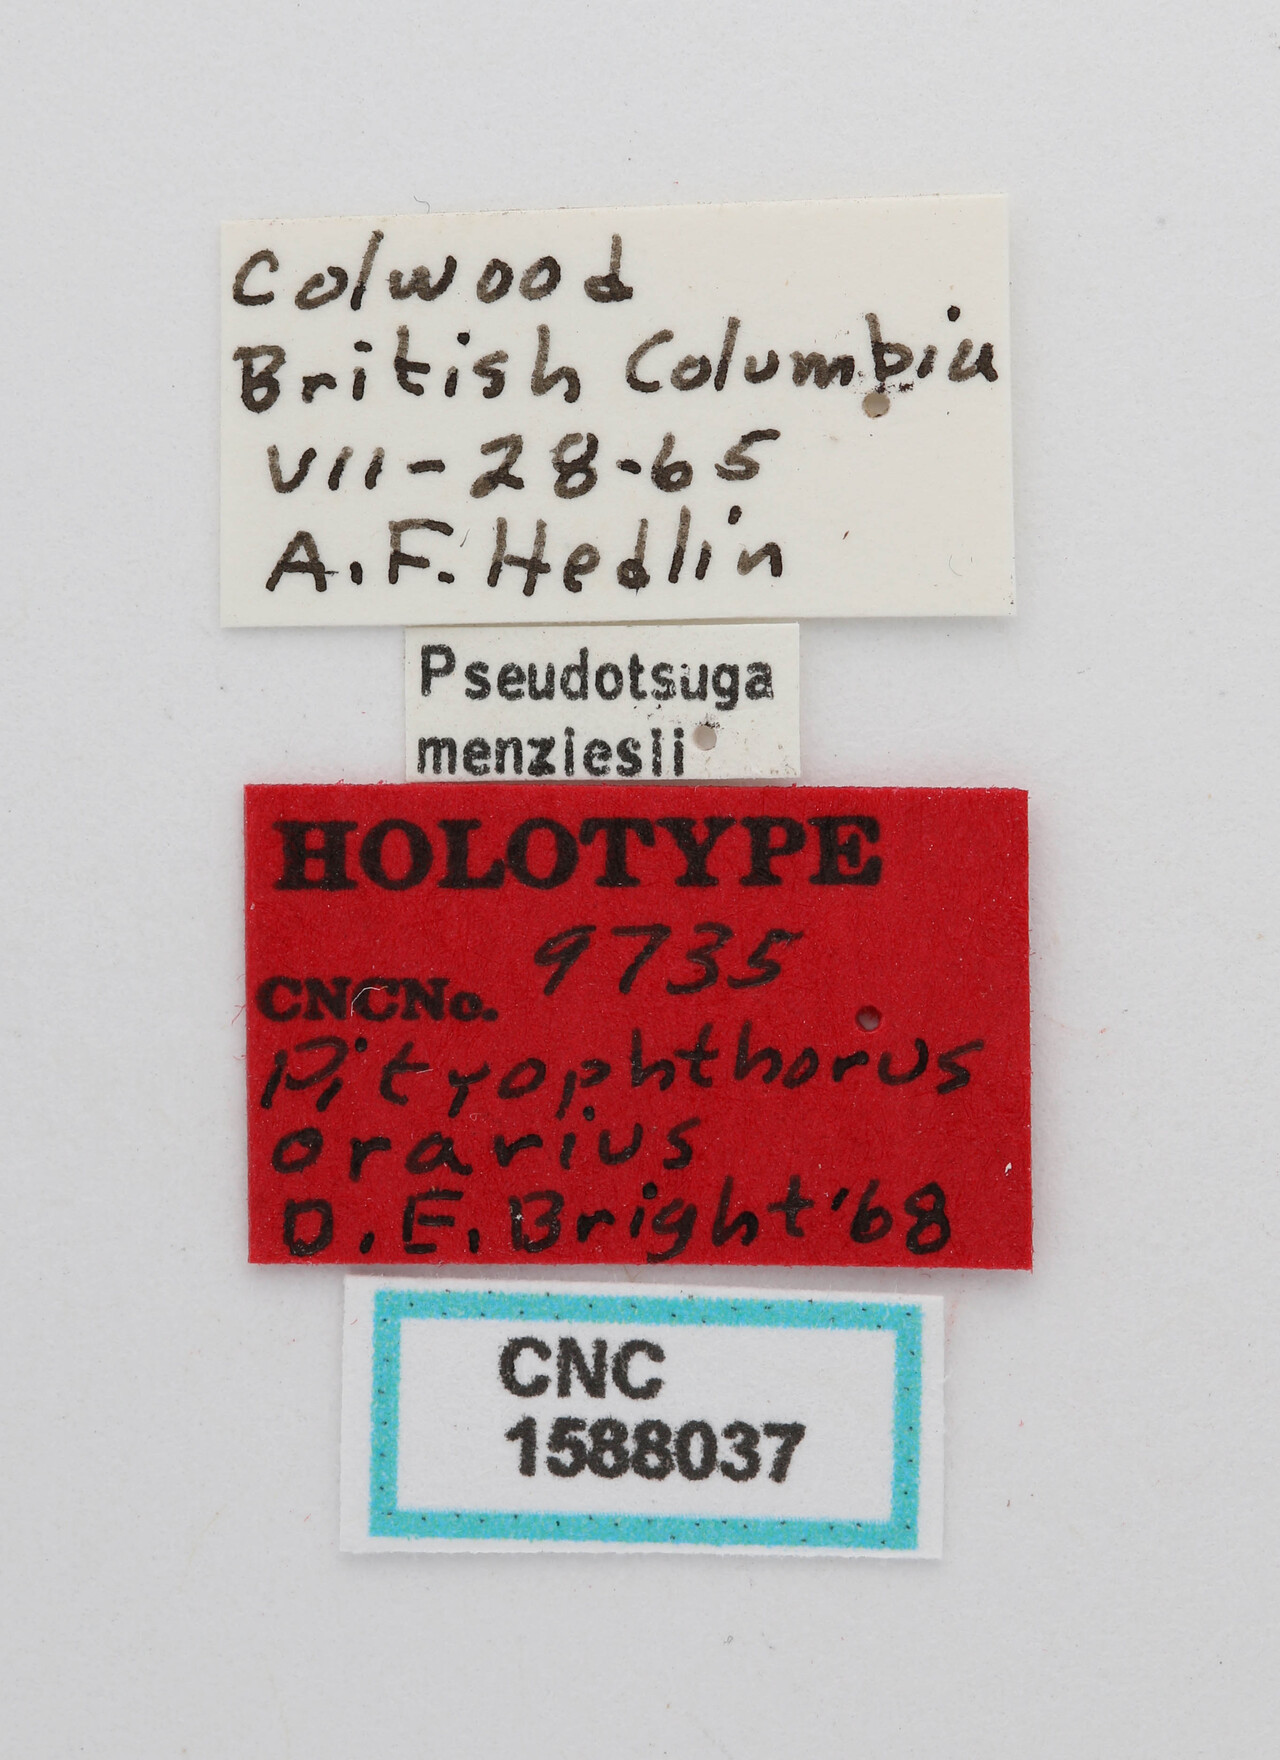 Colwood
British Columbia
VII-28-65
A.F. Hedlin
Pseudotsuga
menziesii
HOLOTYPE
9735
CNCNo.
Pityophthorus
orarius
D.E. Bright '68
CNC
1588037